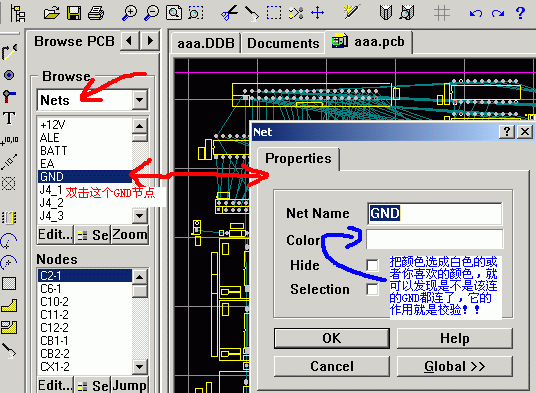 Browse PCB
aaa.DDB
Documents
aaa.pcb
Browse
Nets
+12V
ALE
BATT
EA
GND
J4_1
J4_2
J4_3
双击这个GND节点
Edit...
Se
Zoom
Nodes
C2-1
C6-1
C10-2
C11-2
C12-2
CB1-1
CB2-2
CX1-2
Edit...
Se
Jump
T
+10,10
Net
Properties
Net Name
GND
Color
Hide
Selection
把颜色选成白色的或
者你喜欢的颜色，就
可以发现是不是该连
的GND都连了，它的
作用就是校验！！
OK
Help
Cancel
Global >>